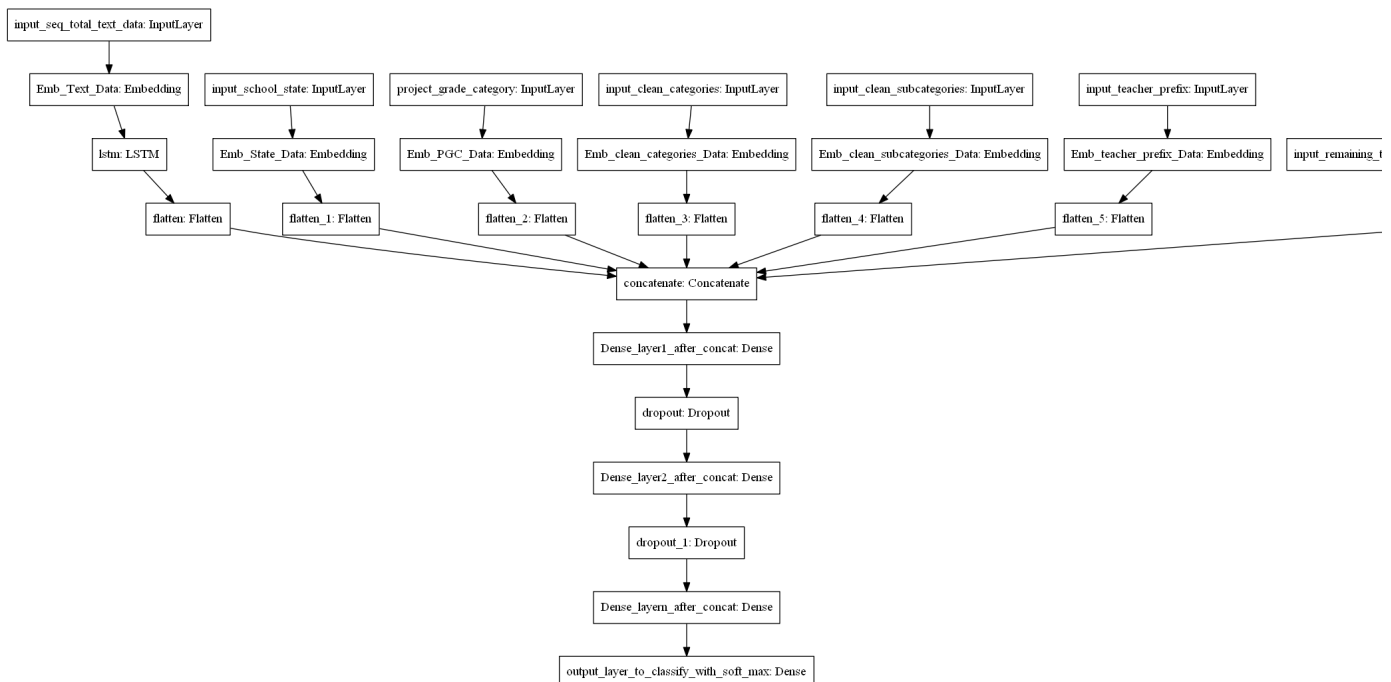 input_seq_total_text_data: InputLayer
Emb_Text_Data: Embedding
input_school_state: InputLayer
project_grade_category: InputLayer
input_clean_categories: InputLayer
input_clean_subcategories: InputLayer
input_teacher_prefix: InputLayer
lstm: LSTM
Emb_State_Data: Embedding
Emb_PGC_Data: Embedding
Emb_clean_categories_Data: Embedding
Emb_clean_subcategories_Data: Embedding
Emb_teacher_prefix_Data: Embedding
input_remaining_t
flatten: Flatten
flatten_1: Flatten
flatten_2: Flatten
flatten_3: Flatten
flatten_4: Flatten
flatten_5: Flatten
concatenate: Concatenate
Dense_layer1_after_concat: Dense
dropout: Dropout
Dense_layer2_after_concat: Dense
dropout_1: Dropout
Dense_layern_after_concat: Dense
output_layer_to_classify_with_soft_max: Dense